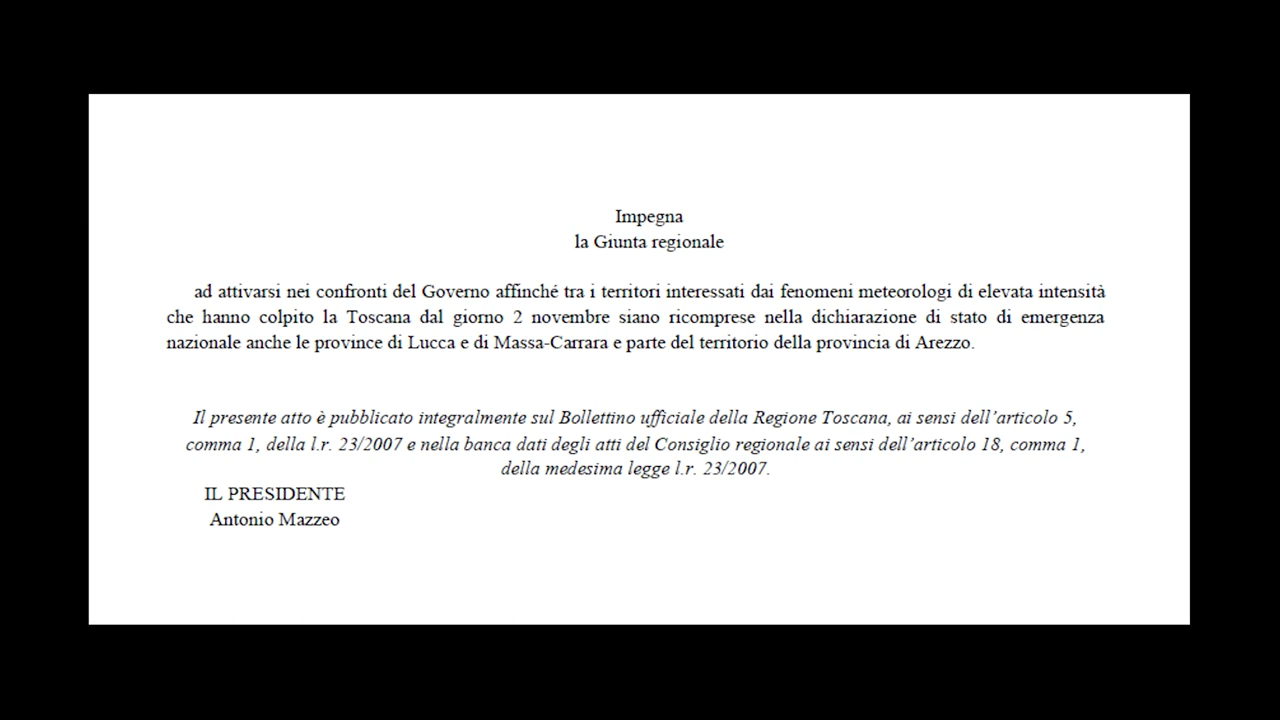 Impegna
la Giunta regionale
ad attivarsi nei confronti del Governo affinché tra i territori interessati dai fenomeni meteorologi di elevata intensità
che hanno colpito la Toscana dal giorno 2 novembre siano ricomprese nella dichiarazione di stato di emergenza
nazionale anche le province di Lucca e di Massa-Carrara e parte del territorio della provincia di Arezzo.
Il presente atto è pubblicato integralmente sul Bollettino ufficiale della Regione Toscana, ai sensi dell’articolo 5,
comma 1, della l.r. 23/2007 e nella banca dati degli atti del Consiglio regionale ai sensi dell’articolo 18, comma 1,
della medesima legge l.r. 23/2007.
IL PRESIDENTE
Antonio Mazzeo